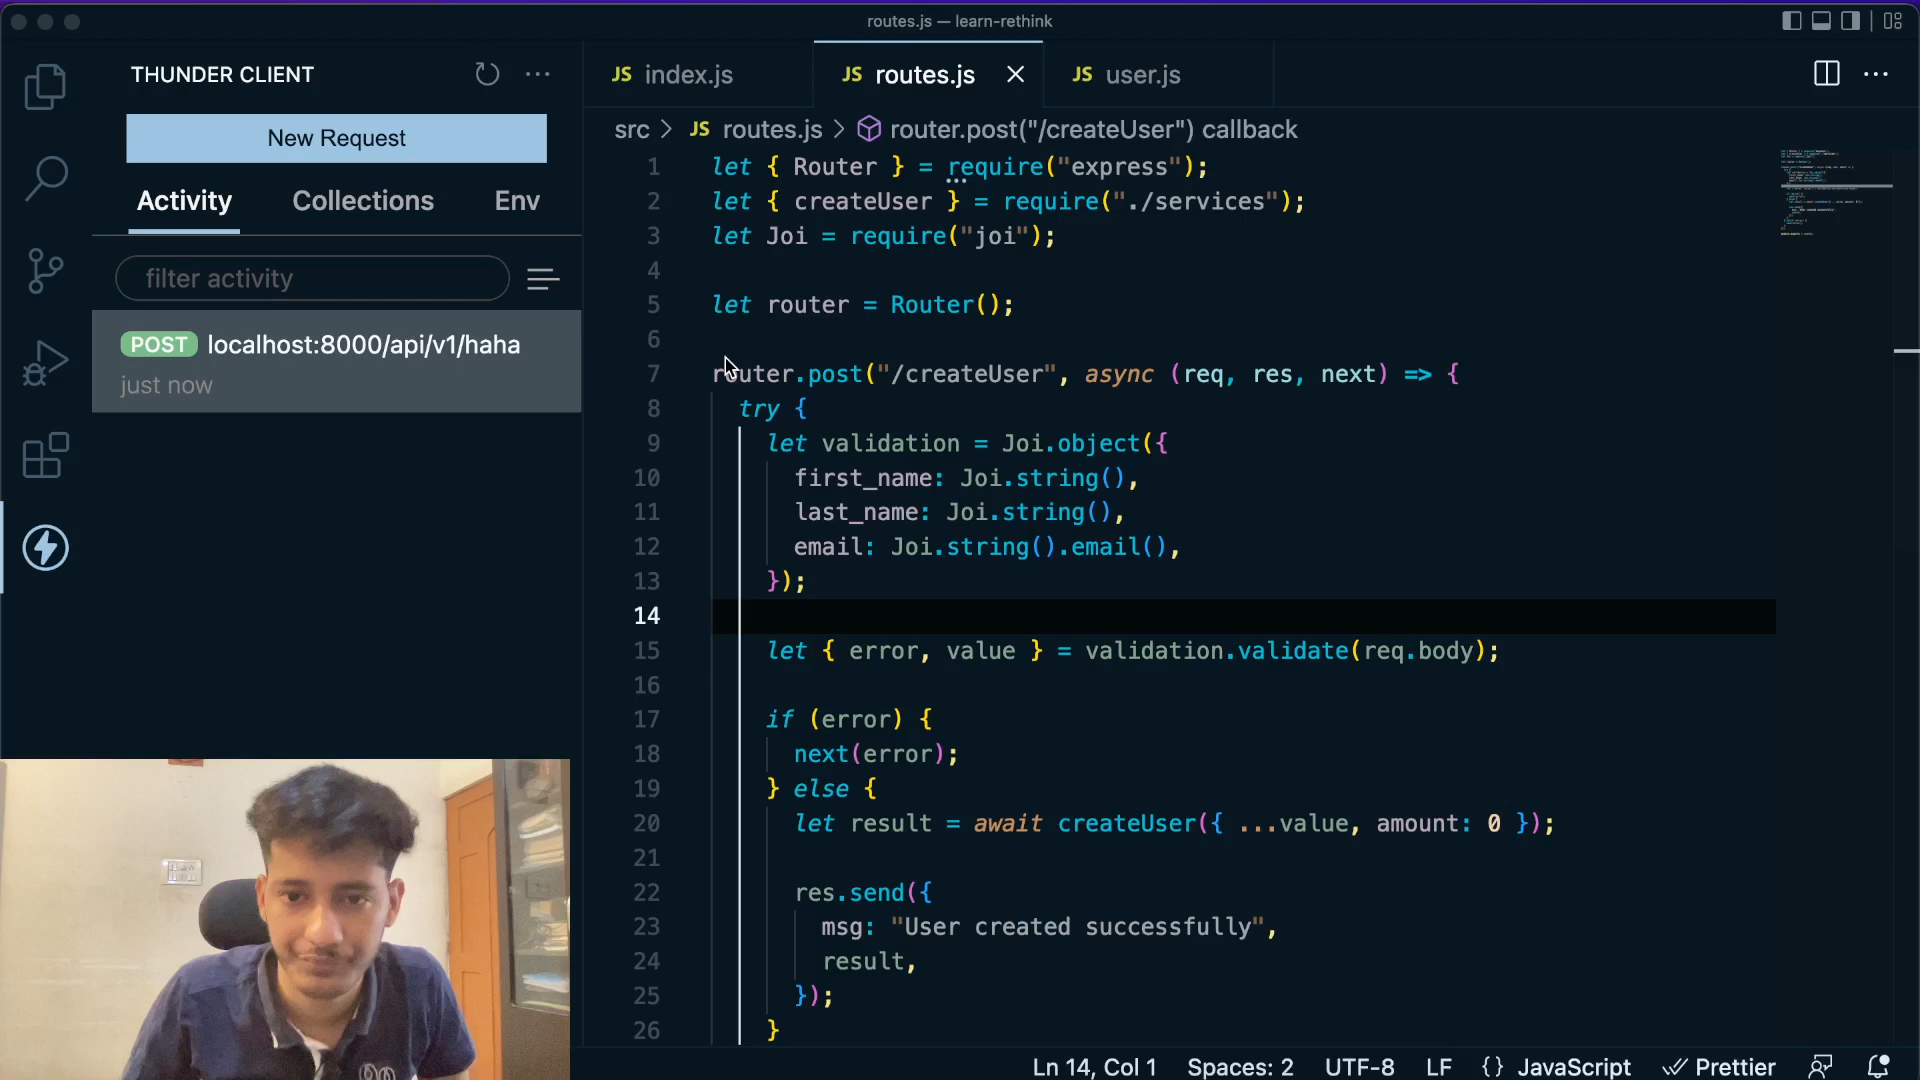 routes.js — learn-rethink
THUNDER CLIENT
New Request
Activity Collections Env
filter activity
POST localhost:8000/api/v1/haha
just now
JS index.js JS routes.js JS user.js
src > JS routes.js > router.post("/createUser") callback
1 let { Router } = require("express");
2 let { createUser } = require("./services");
3 let Joi = require("joi");
4
5 let router = Router();
6
7 router.post("/createUser", async (req, res, next) => {
8 try {
9 let validation = Joi.object({
10 first_name: Joi.string(),
11 last_name: Joi.string(),
12 email: Joi.string().email(),
13 });
14
15 let { error, value } = validation.validate(req.body);
16
17 if (error) {
18 next(error);
19 } else {
20 let result = await createUser({ ...value, amount: 0 });
21
22 res.send({
23 msg: "User created successfully",
24 result,
25 });
26 }
Ln 14, Col 1 Spaces: 2 UTF-8 LF {} JavaScript Prettier